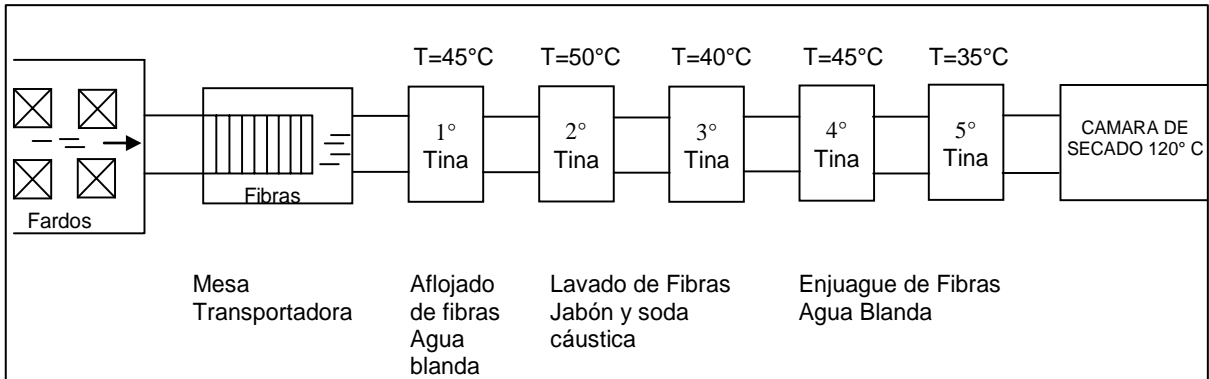 T=45°C T=50°C T=40°C T=45°C T=35°C
1°
Tina
2°
Tina
3°
Tina
4°
Tina
5°
Tina
CAMARA DE
SECADO 120° C
Fibras
Fardos
Mesa
Transportadora
Aflojado
de fibras
Agua
blanda
Lavado de Fibras
Jabón y soda
cáustica
Enjuague de Fibras
Agua Blanda